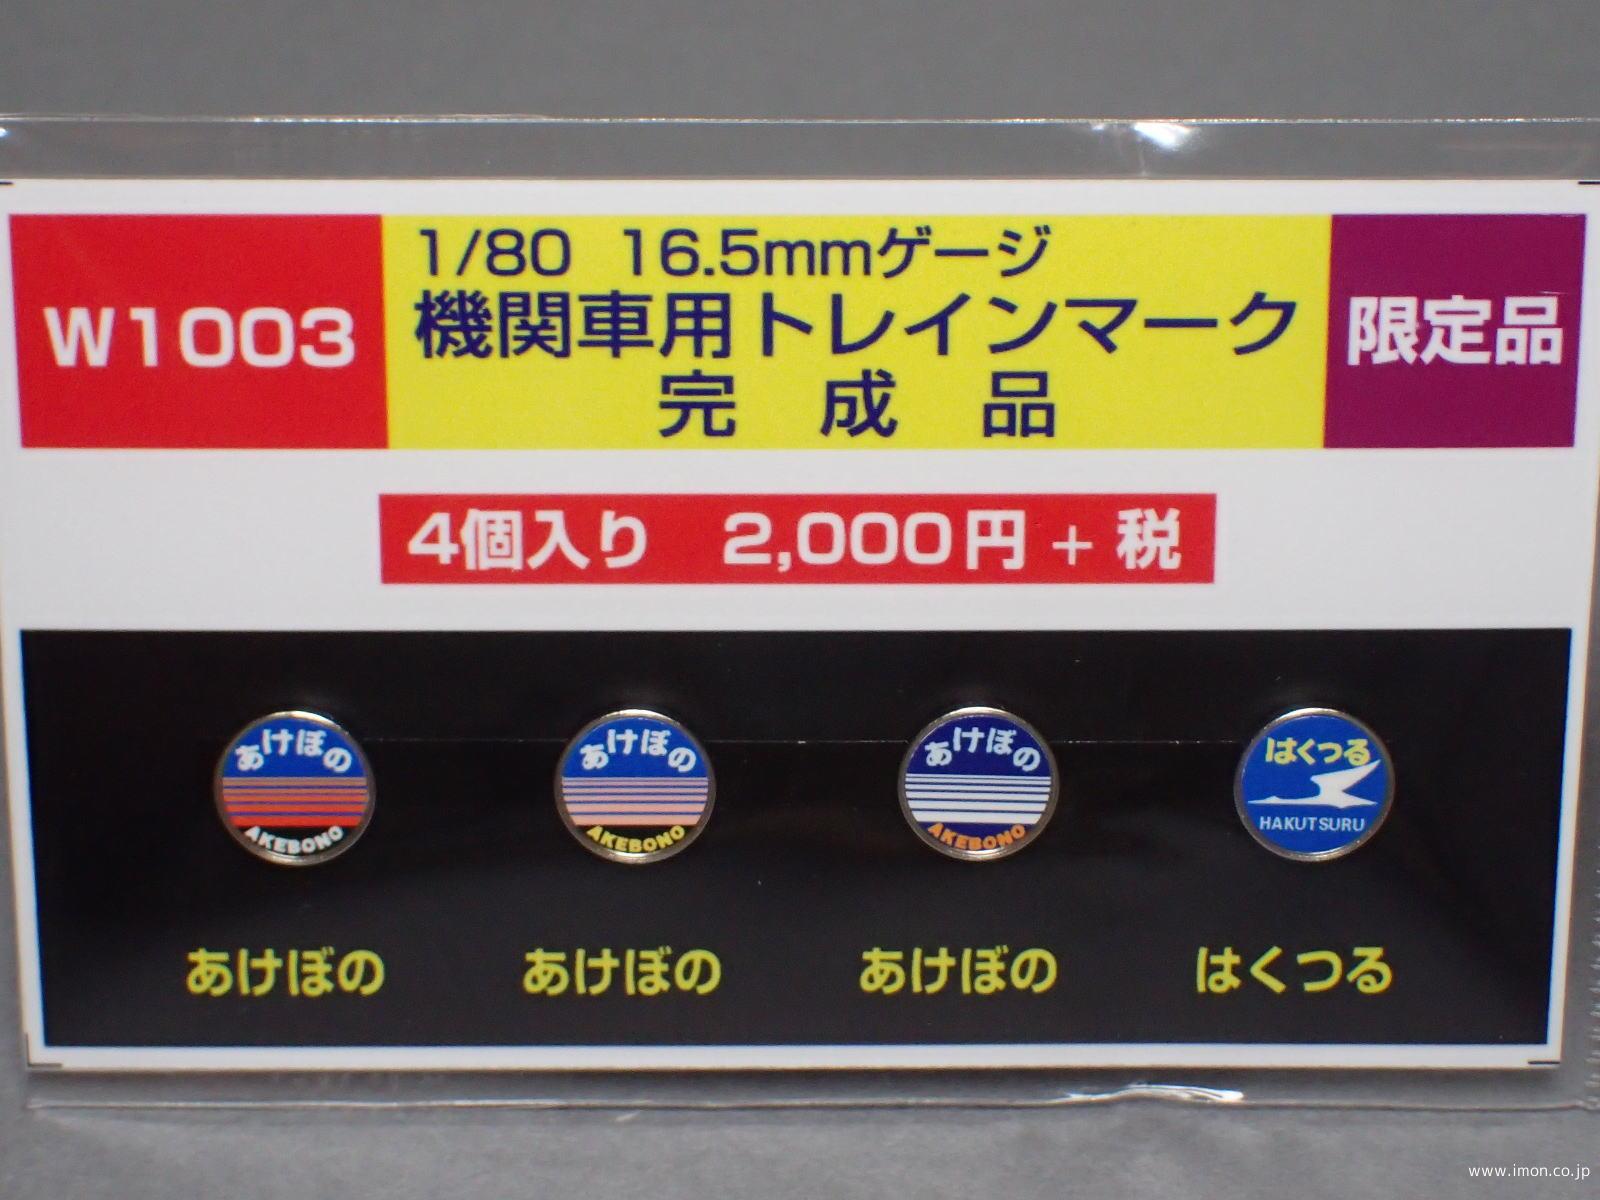 W1003
1/80 16.5mmゲージ
機関車用トレインマーク
完 成 品
限定品
4個入り 2,000円 + 税
あけぼの
AKEBONO
あけぼの
AKEBONO
あけぼの
AKEBONO
はくつる
HAKUTSURU
あけぼの
あけぼの
あけぼの
はくつる
www.imon.co.jp